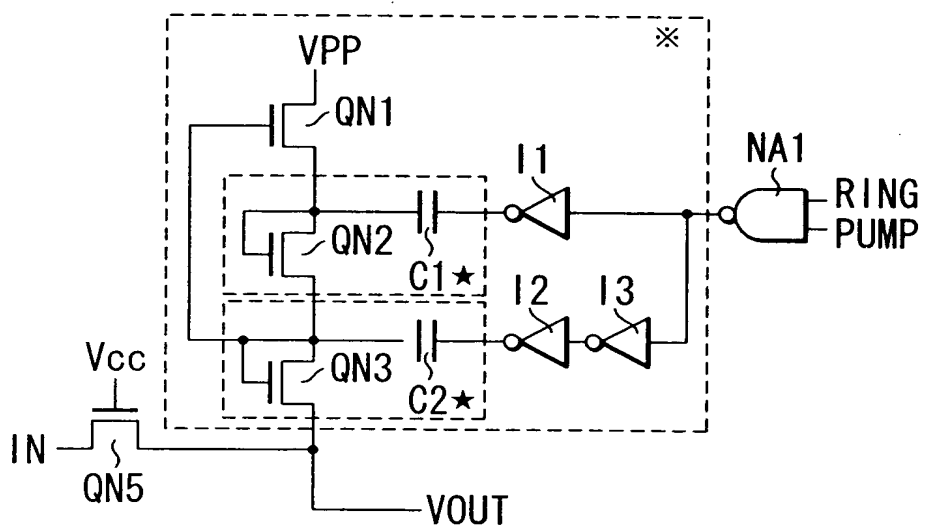 ※
VPP
QN1
NA1
I1
RING
PUMP
QN2
C1★
I2
I3
Vcc
QN3
C2★
IN
QN5
VOUT